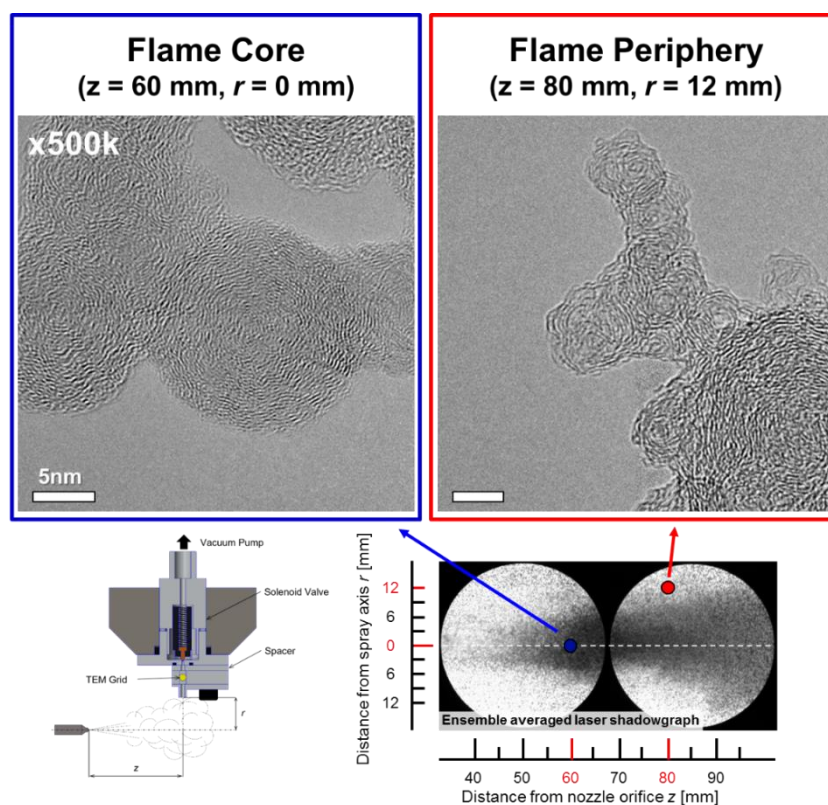 Flame Core
(z = 60 mm, r = 0 mm)
x500k
5nm
Flame Periphery
(z = 80 mm, r = 12 mm)
Vacuum Pump
Solenoid Valve
Spacer
TEM Grid
r
z
Distance from spray axis r [mm]
12
6
0
6
12
Ensemble averaged laser shadowgraph
40 50 60 70 80 90
Distance from nozzle orifice z [mm]